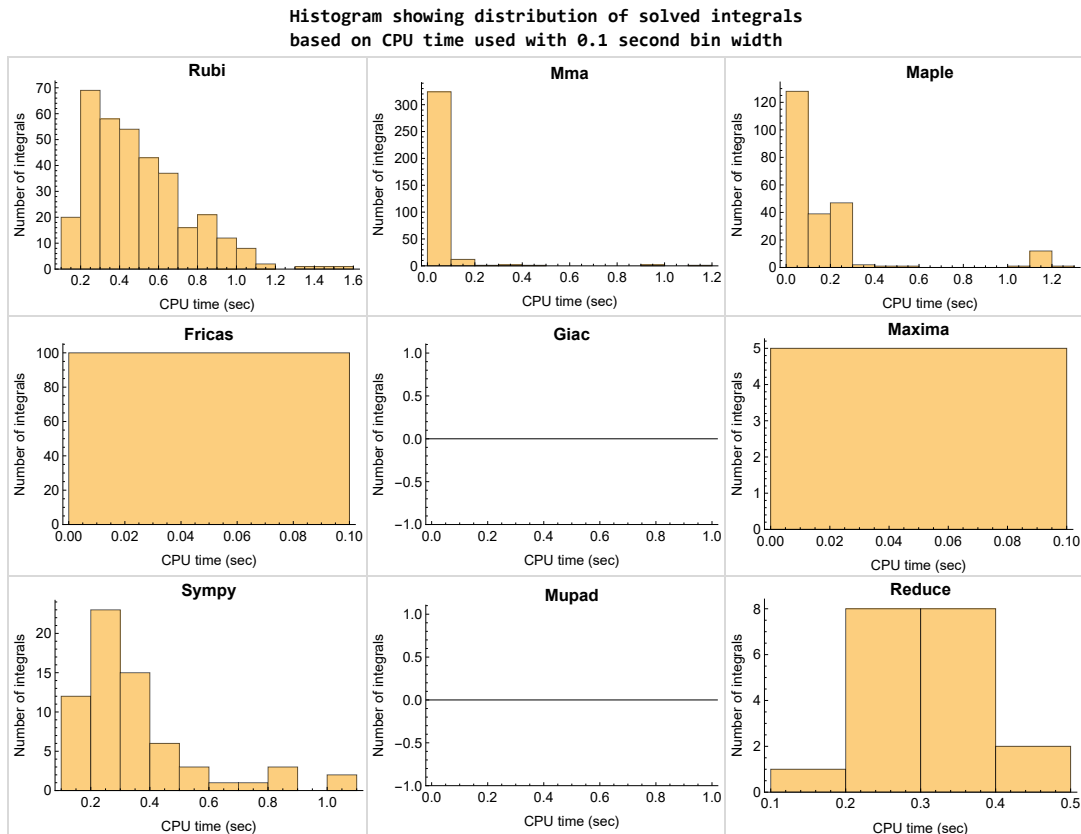 Histogram showing distribution of solved integrals
based on CPU time used with 0.1 second bin width
Rubi
Number of integrals
70
60
50
40
30
20
10
0
0.2 0.4 0.6 0.8 1.0 1.2 1.4 1.6
CPU time (sec)
Mma
Number of integrals
300
250
200
150
100
50
0
0.0 0.2 0.4 0.6 0.8 1.0 1.2
CPU time (sec)
Maple
Number of integrals
120
100
80
60
40
20
0
0.0 0.2 0.4 0.6 0.8 1.0 1.2
CPU time (sec)
Fricas
Number of integrals
100
80
60
40
20
0
0.00 0.02 0.04 0.06 0.08 0.10
CPU time (sec)
Giac
Number of integrals
1.0
0.5
0.0
−0.5
−1.0
0.0 0.2 0.4 0.6 0.8 1.0
CPU time (sec)
Maxima
Number of integrals
5
4
3
2
1
0
0.00 0.02 0.04 0.06 0.08 0.10
CPU time (sec)
Sympy
Number of integrals
20
15
10
5
0
0.2 0.4 0.6 0.8 1.0
CPU time (sec)
Mupad
Number of integrals
1.0
0.5
0.0
−0.5
−1.0
0.0 0.2 0.4 0.6 0.8 1.0
CPU time (sec)
Reduce
Number of integrals
8
6
4
2
0
0.1 0.2 0.3 0.4 0.5
CPU time (sec)